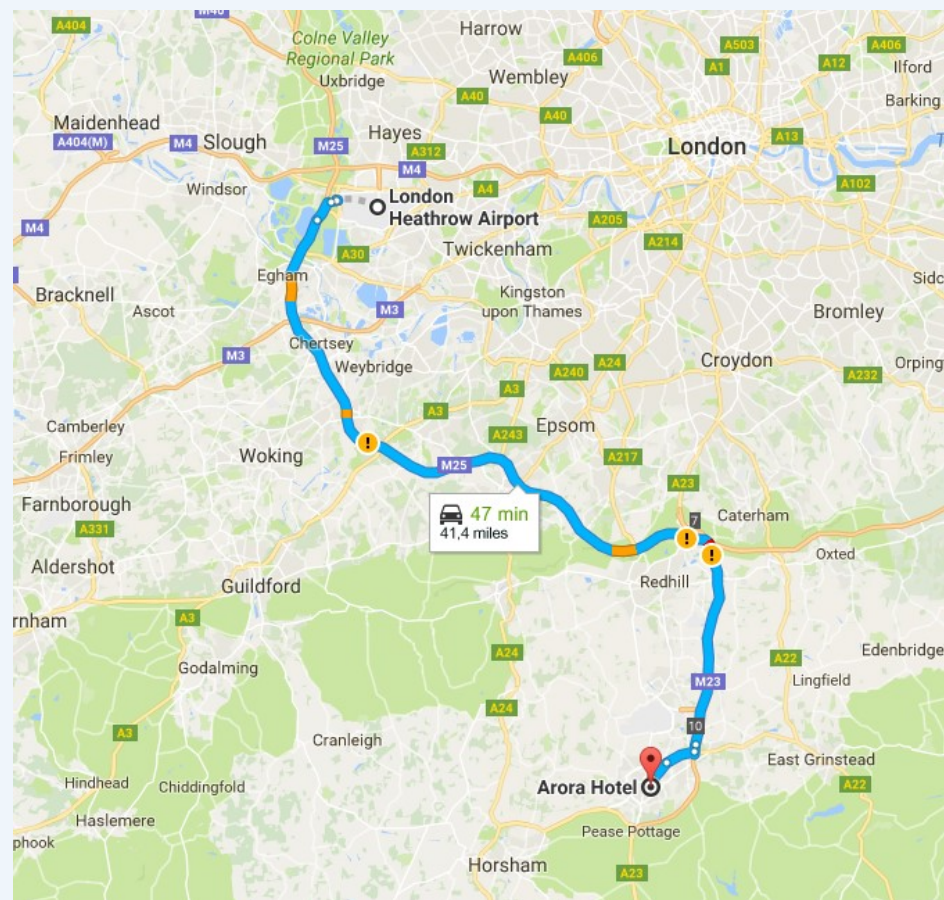 M40
A404
Colne Valley
Regional Park
Harrow
A503
A406
A406
A1
A12
Ilford
Uxbridge
Wembley
A40
Barking
Maidenhead
A404(M)
M4
Slough
M25
Hayes
A312
A40
A13
London
M4
Windsor
A4
A102
London
Heathrow Airport
A205
M4
A30
Twickenham
A214
Egham
Sidc
Bracknell
Ascot
M3
Kingston
upon Thames
Bromley
Chertsey
M3
Weybridge
A240
A24
Croydon
A232
Orping
A3
A3
Camberley
A243
Epsom
Frimley
Woking
M25
A217
A23
Farnborough
A331
47 min
41,4 miles
7
Caterham
Oxted
Aldershot
Guildford
Redhill
rnham
A3
A24
A22
Edenbridge
Godalming
M23
Lingfield
A24
A3
Cranleigh
10
East Grinstead
Hindhead
Chiddingfold
Arora Hotel
A22
Haslemere
phook
Pease Pottage
Horsham
A23